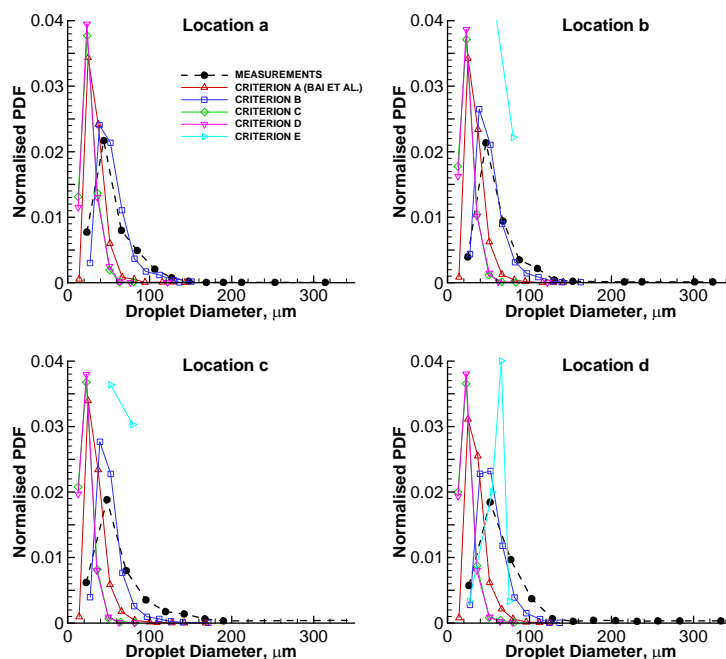 Location a
Normalised PDF
0.04
0.03
0.02
0.01
0
0 100 200 300
Droplet Diameter, μm
MEASUREMENTS
CRITERION A (BAI ET AL.)
CRITERION B
CRITERION C
CRITERION D
CRITERION E
Location b
Normalised PDF
0.04
0.03
0.02
0.01
0
0 100 200 300
Droplet Diameter, μm
Location c
Normalised PDF
0.04
0.03
0.02
0.01
0
0 100 200 300
Droplet Diameter, μm
Location d
Normalised PDF
0.04
0.03
0.02
0.01
0
0 100 200 300
Droplet Diameter, μm